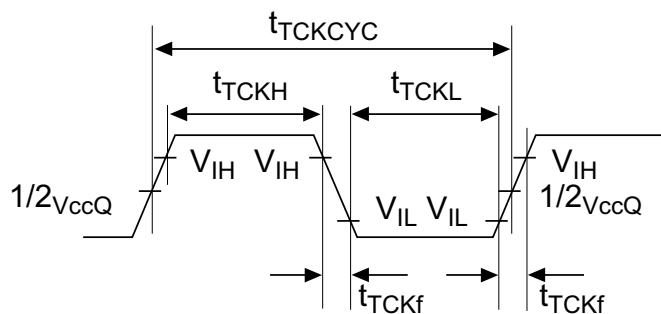 tTCKCYC
tTCKH tTCKL
VIH VIH VIH
1/2VccQ 1/2VccQ
VIL VIL
tTCKf tTCKf